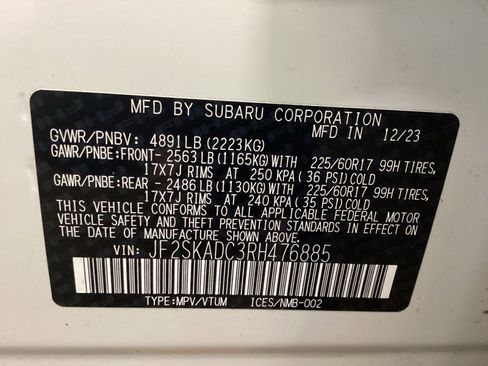 MFD BY SUBARU CORPORATION
MFD IN 12/23
GVWR/PNBV: 4891LB (2223KG)
GAWR/PNBE:FRONT- 2563LB (1165KG)WITH 225/60R17 99H TIRES,
17X7J RIMS AT 250 KPA ( 36 PSI)COLD
GAWR/PNBE:REAR - 2486LB (1130KG)WITH 225/60R17 99H TIRES,
17X7J RIMS AT 240 KPA ( 35 PSI)COLD
THIS VEHICLE CONFORMS TO ALL APPLICABLE FEDERAL MOTOR
VEHICLE SAFETY AND THEFT PREVENTION STANDARDS IN EFFECT ON
THE DATE OF MANUFACTURE SHOWN ABOVE.
VIN: JF2SKADC3RH476885
TYPE:MPV/VTUM ICES/NMB-002